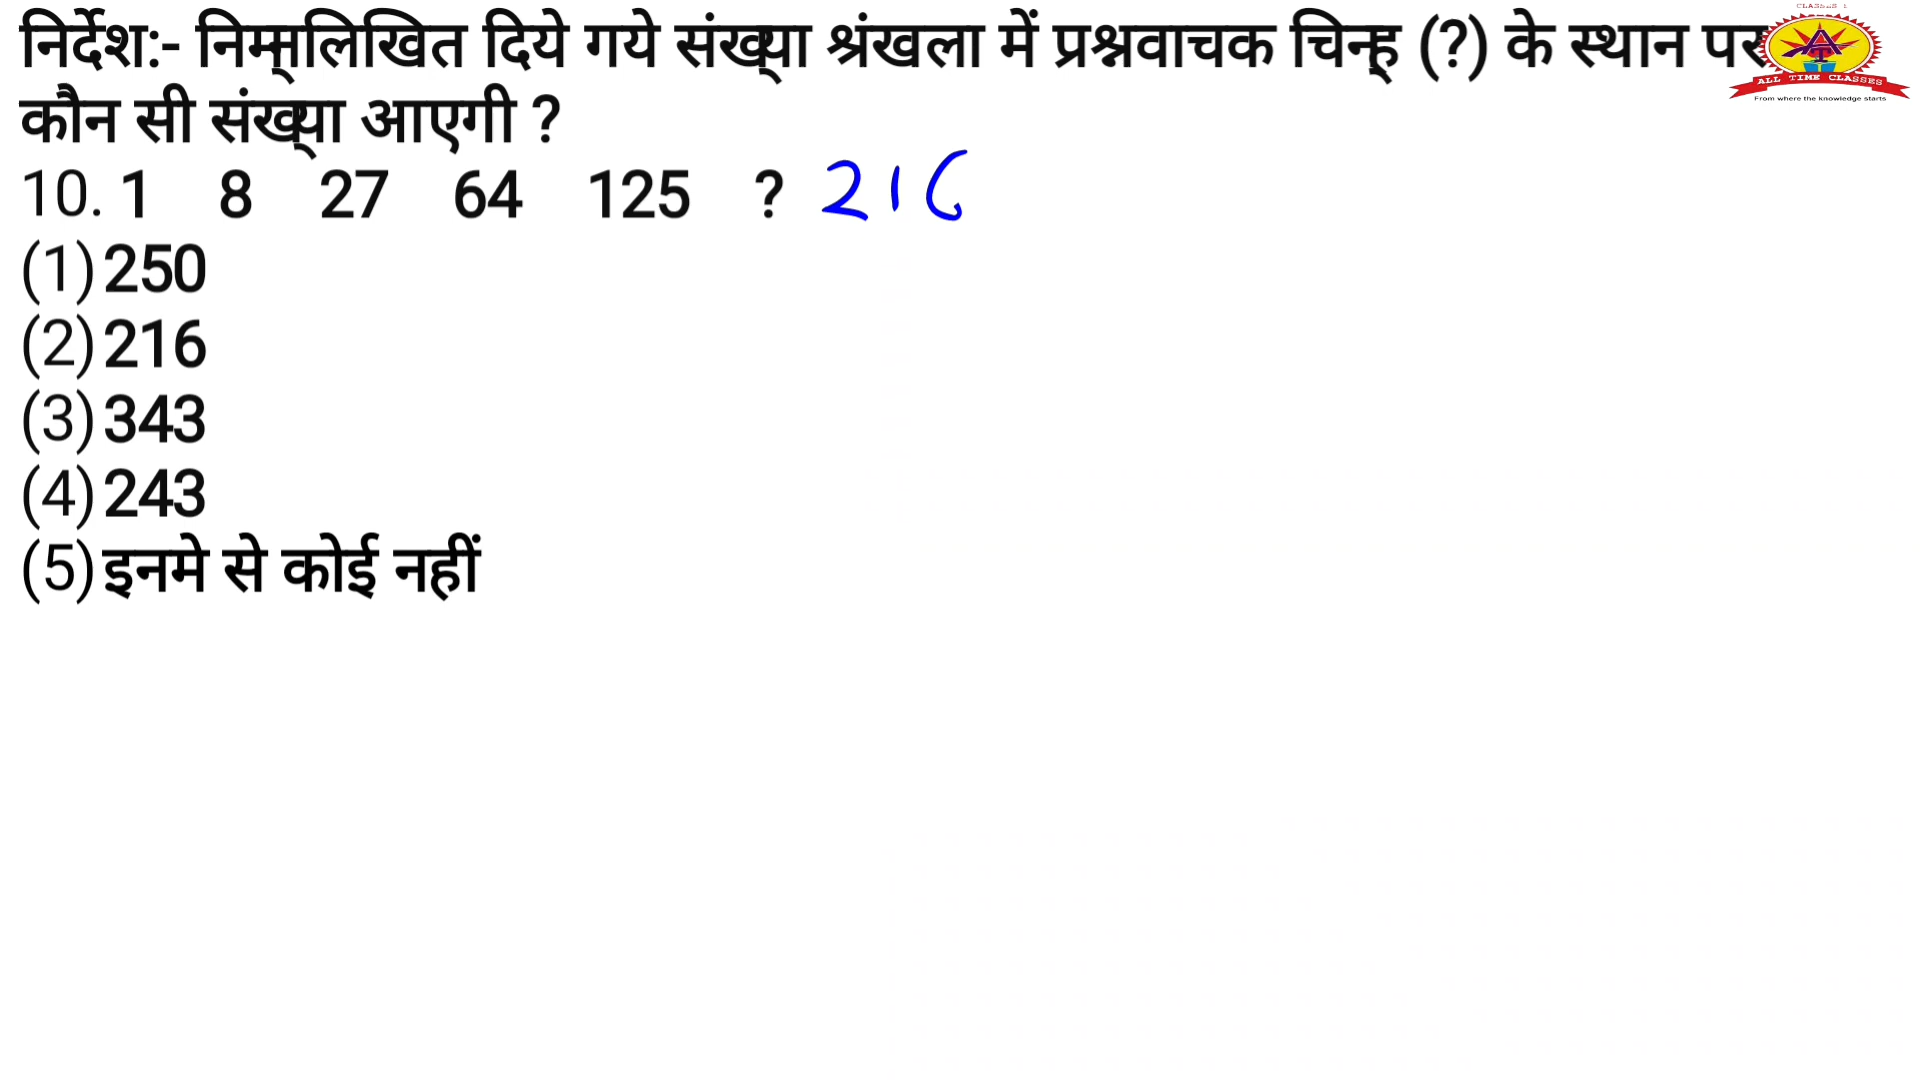 निर्देश:- निम्म्नलिखित दिये गये संख्या श्रंखला में प्रश्नवाचक चिन्ह (?) के स्थान पर
कौन सी संख्या आएगी ?
10. 1 8 27 64 125 ? 216
(1) 250
(2) 216
(3) 343
(4) 243
(5) इनमे से कोई नहीं
AT
ALL TIME CLASSES
From where the knowledge starts